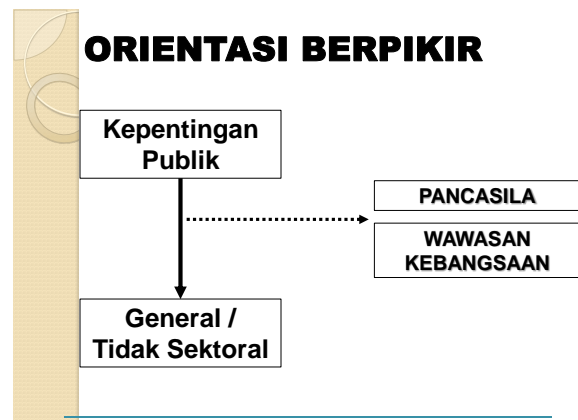 ORIENTASI BERPIKIR
Kepentingan
Publik
PANCASILA
WAWASAN
KEBANGSAAN
General /
Tidak Sektoral